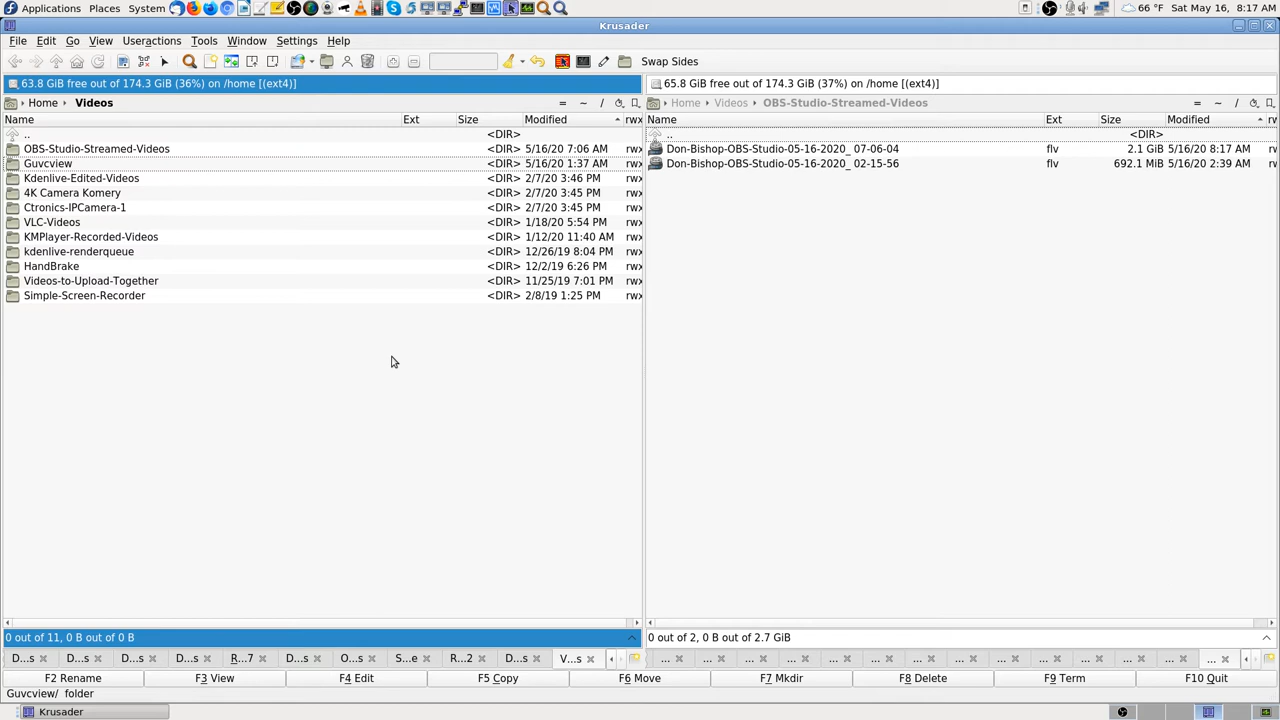 Applications Places System 66 °F Sat May 16, 8:17 AM
Krusader
File Edit Go View Useractions Tools Window Settings Help
Swap Sides
63.8 GiB free out of 174.3 GiB (36%) on /home [(ext4)]
65.8 GiB free out of 174.3 GiB (37%) on /home [(ext4)]
Home Videos = ~ /
Home Videos OBS-Studio-Streamed-Videos = ~ /
Name Ext Size Modified rwx
Name Ext Size Modified
.. <DIR>
.. <DIR>
OBS-Studio-Streamed-Videos <DIR> 5/16/20 7:06 AM rwx
Don-Bishop-OBS-Studio-05-16-2020_ 07-06-04 flv 2.1 GiB 5/16/20 8:17 AM
Guvcview <DIR> 5/16/20 1:37 AM rwx
Don-Bishop-OBS-Studio-05-16-2020_ 02-15-56 flv 692.1 MiB 5/16/20 2:39 AM
Kdenlive-Edited-Videos <DIR> 2/7/20 3:46 PM rwx
4K Camera Komery <DIR> 2/7/20 3:45 PM rwx
Ctronics-IPCamera-1 <DIR> 2/7/20 3:45 PM rwx
VLC-Videos <DIR> 1/18/20 5:54 PM rwx
KMPlayer-Recorded-Videos <DIR> 1/12/20 11:40 AM rwx
kdenlive-renderqueue <DIR> 12/26/19 8:04 PM rwx
HandBrake <DIR> 12/2/19 6:26 PM rwx
Videos-to-Upload-Together <DIR> 11/25/19 7:01 PM rwx
Simple-Screen-Recorder <DIR> 2/8/19 1:25 PM rwx
0 out of 11, 0 B out of 0 B
0 out of 2, 0 B out of 2.7 GiB
D...s D...s D...s D...s R...7 D...s O...s S...e R...2 D...s V...s ... ... ... ... ... ... ... ... ... ... ... ... ... ...
F2 Rename F3 View F4 Edit F5 Copy F6 Move F7 Mkdir F8 Delete F9 Term F10 Quit
Guvcview/ folder
Krusader